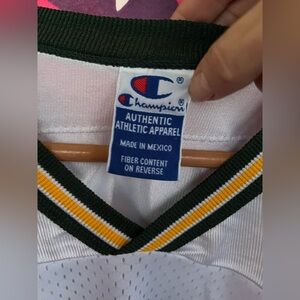 Champion®
AUTHENTIC
ATHLETIC APPAREL
MADE IN MEXICO
FIBER CONTENT
ON REVERSE